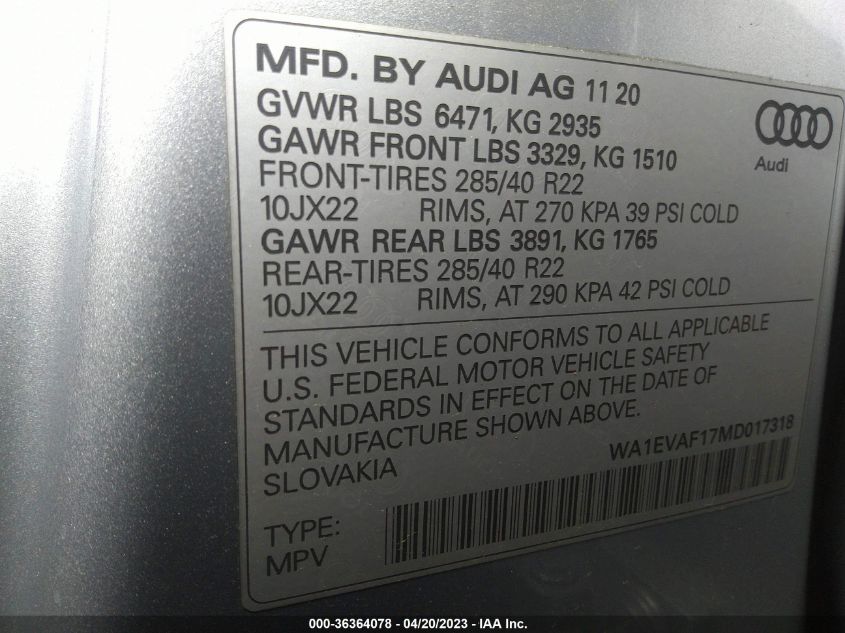 MFD. BY AUDI AG 11 20
GVWR LBS 6471, KG 2935
GAWR FRONT LBS 3329, KG 1510
FRONT-TIRES 285/40 R22
10JX22 RIMS, AT 270 KPA 39 PSI COLD
GAWR REAR LBS 3891, KG 1765
REAR-TIRES 285/40 R22
10JX22 RIMS, AT 290 KPA 42 PSI COLD
Audi
THIS VEHICLE CONFORMS TO ALL APPLICABLE
U.S. FEDERAL MOTOR VEHICLE SAFETY
STANDARDS IN EFFECT ON THE DATE OF
MANUFACTURE SHOWN ABOVE.
SLOVAKIA
WA1EVAF17MD017318
TYPE:
MPV
000-36364078 - 04/20/2023 - IAA Inc.